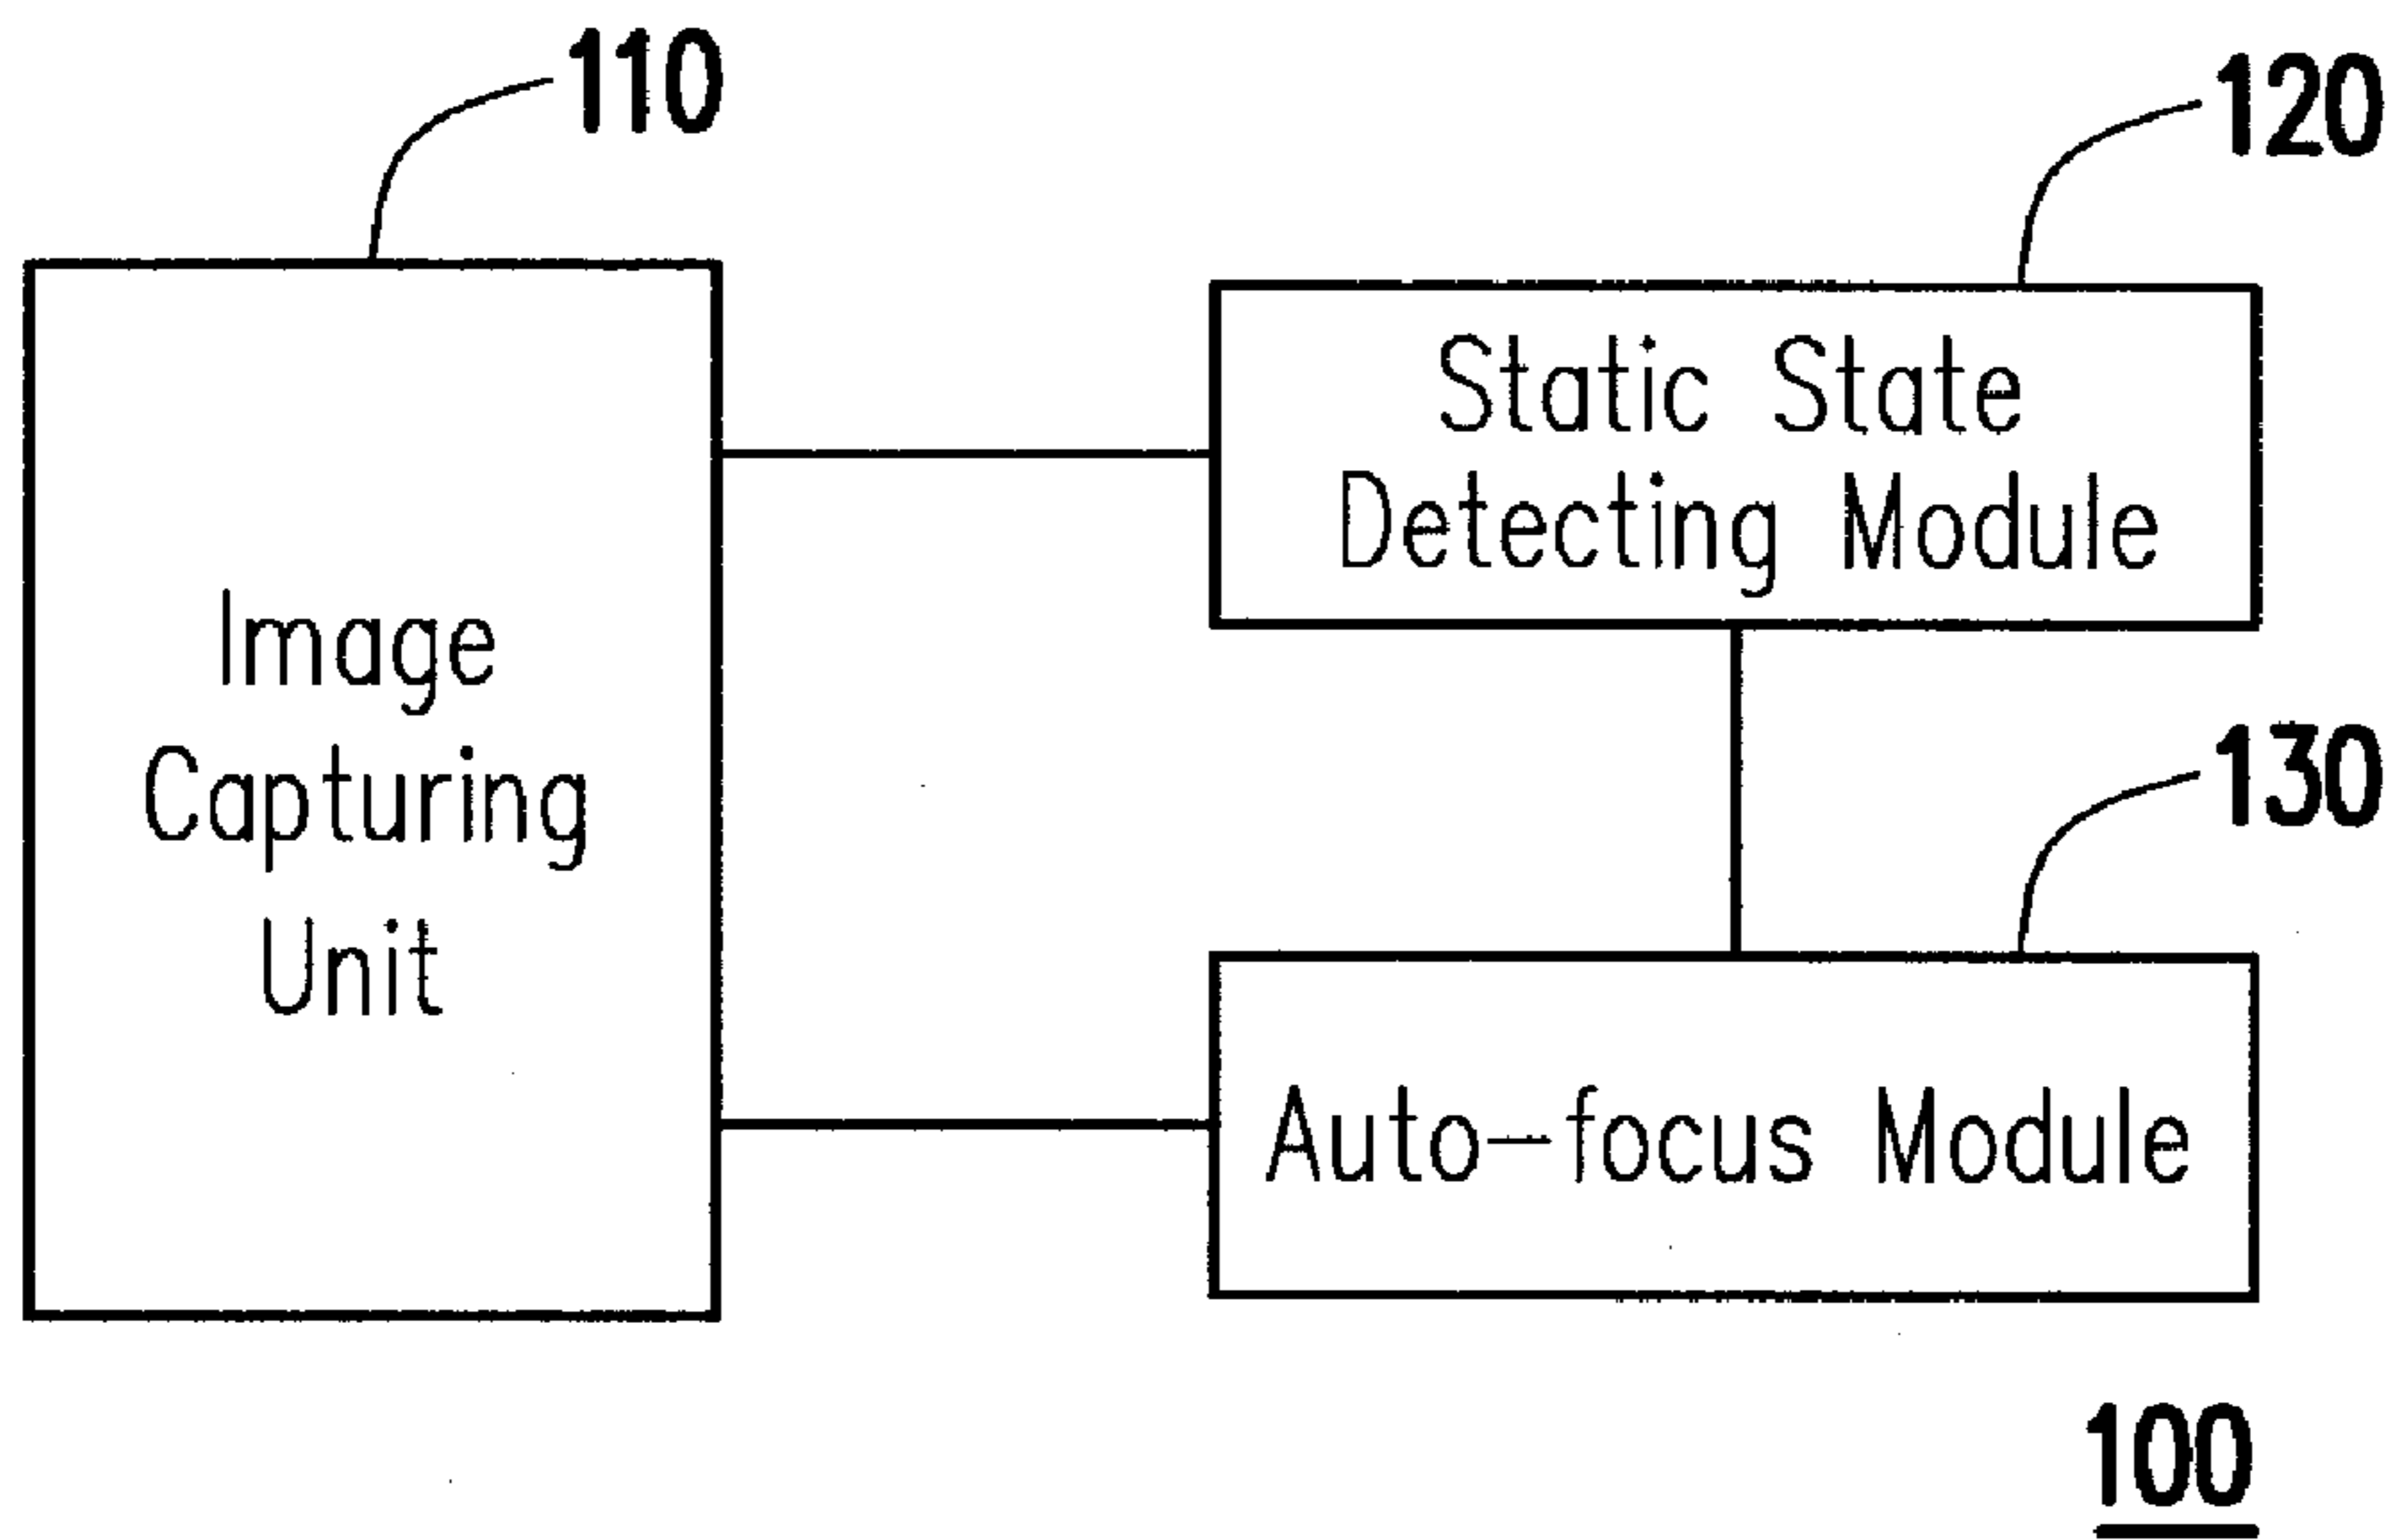 110
120
Static State
Detecting Module
Image
Capturing
Unit
130
Auto-focus Module
100